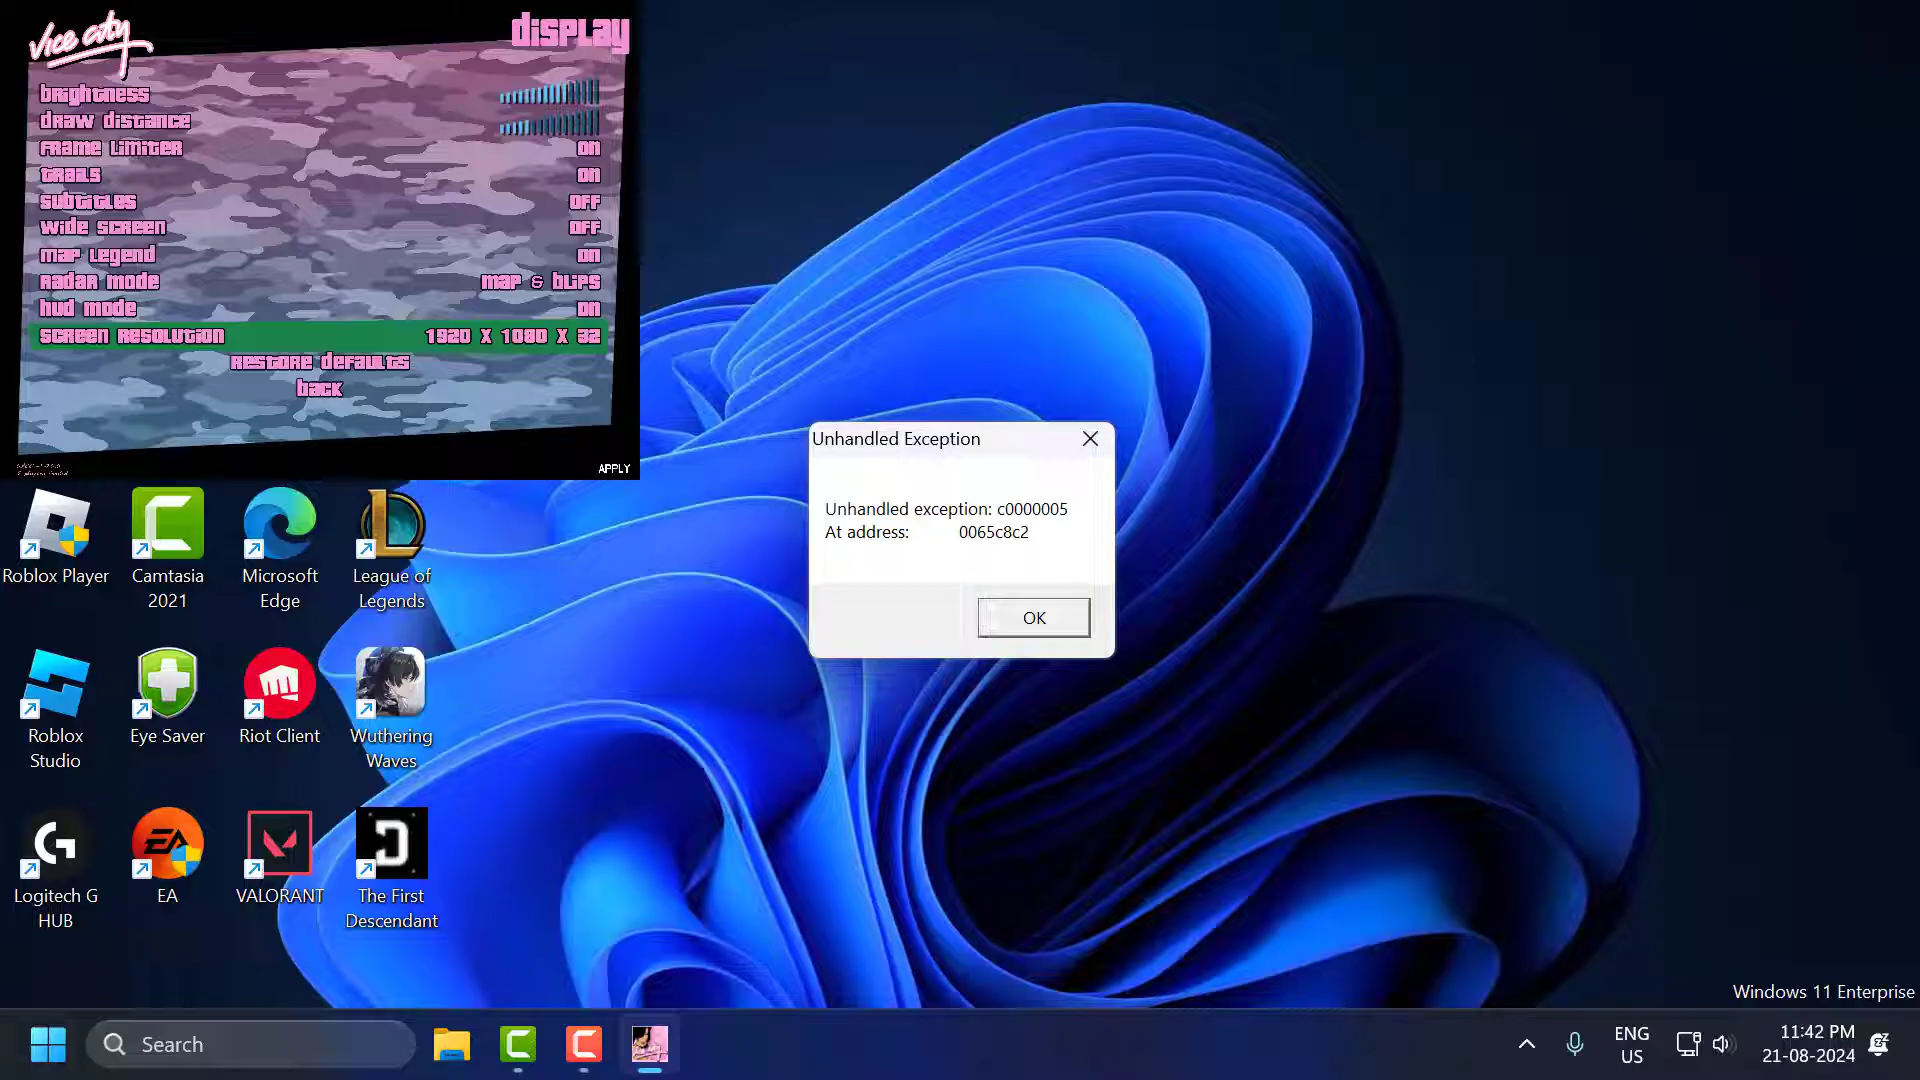 vice city
display
brightness
draw distance
frame limiter on
trails on
subtitles off
wide screen off
map legend on
radar mode map & blips
hud mode on
screen resolution 1920 X 1080 X 32
restore defaults
back
APPLY
Unhandled Exception
Unhandled exception: c0000005
At address: 0065c8c2
OK
Roblox Player
Camtasia 2021
Microsoft Edge
League of Legends
Roblox Studio
Eye Saver
Riot Client
Wuthering Waves
Logitech G HUB
EA
VALORANT
The First Descendant
Windows 11 Enterprise
Search
ENG
US
11:42 PM
21-08-2024